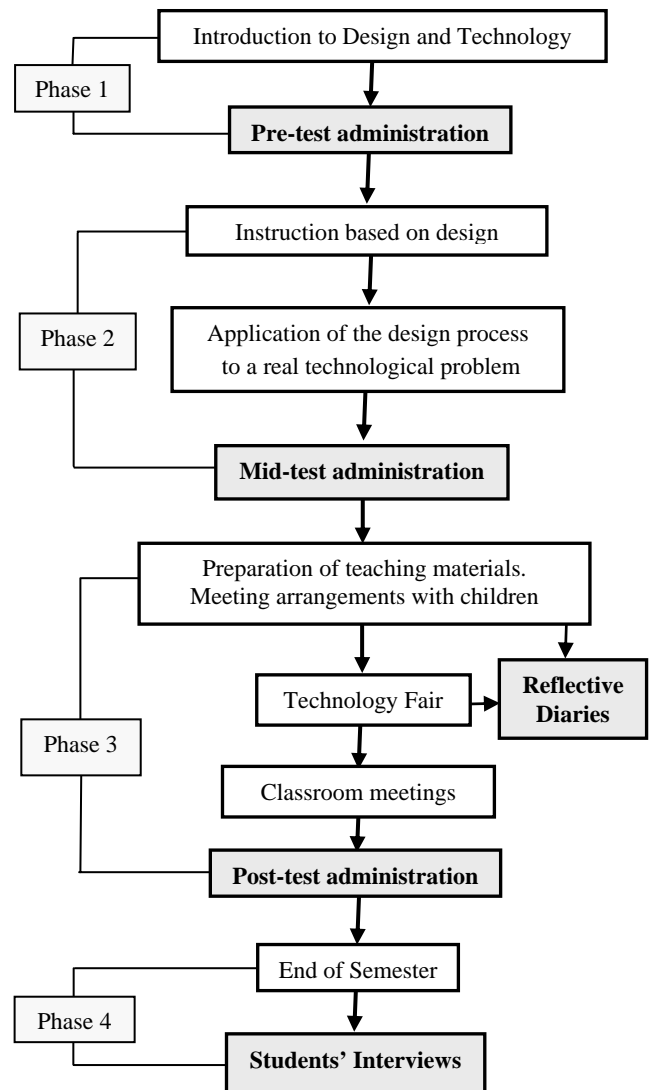 Introduction to Design and Technology
Phase 1
Pre-test administration
Instruction based on design
Phase 2
Application of the design process
to a real technological problem
Mid-test administration
Preparation of teaching materials.
Meeting arrangements with children
Reflective
Diaries
Technology Fair
Phase 3
Classroom meetings
Post-test administration
End of Semester
Phase 4
Students’ Interviews